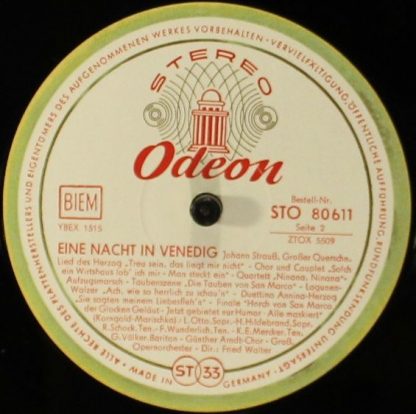 ALLE RECHTE DES PLATTENHERSTELLERS UND EIGENTÜMERS DES AUFGENOMMENEN WERKES VORBEHALTEN · VERVIELFÄLTIGUNG, ÖFFENTLICHE AUFFÜHRUNG UND RUNDFUNKSENDUNG UNTERSAGT ·
STEREO
Odeon
BIEM
YBEX 1515
Bestell-Nr.
STO 80611
Seite 2
ZTOX 5509
EINE NACHT IN VENEDIG Johann Strauß, Großer Querschn.
Lied des Herzog „Treu sein, das liegt mir nicht" - Chor und Couplet „Solch
ein Wirtshaus lob' ich mir - Man steckt ein" - Quartett „Ninana, Ninana" -
Aufzugsmarsch - Taubenszene „Die Tauben von San Marco" - Lagunen-
Walzer „Ach, wie so herrlich zu schau'n" - Duettino Annina-Herzog
„Sie sagten meinem Liebesfleh'n" - Finale "Horch von San Marco
der Glocken Geläut - Jetzt gebietet nur Humor - Alle maskiert"
(Korngold-Marischka) - L. Otto, Sopr. - H. Hildebrand, Sopr.
R. Schock, Ten. - F. Wunderlich, Ten. - K. E. Mercker, Ten.
G. Völker, Bariton - Günther Arndt-Chor - Groß.
Opernorchester - Dir.: Fried Walter
MADE IN ST 33 GERMANY